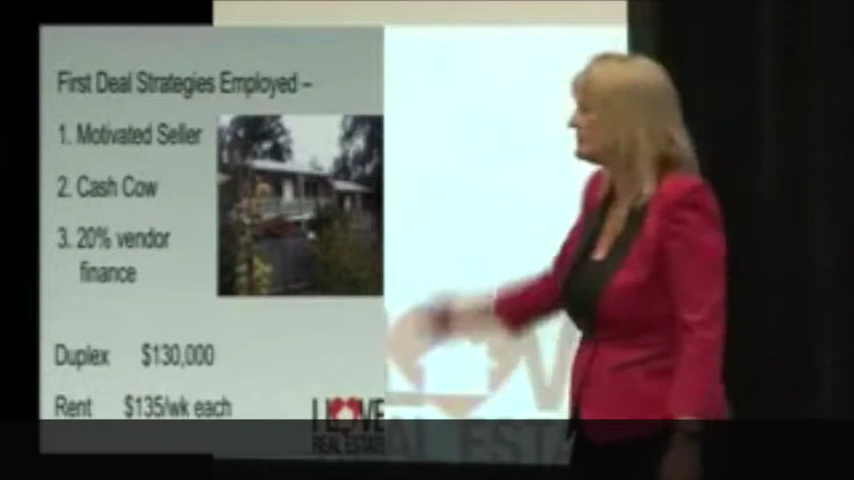 First Deal Strategies Employed –
1. Motivated Seller
2. Cash Cow
3. 20% vendor
finance
Duplex $130,000
Rent $135/wk each
I LOVE
REAL ESTATE